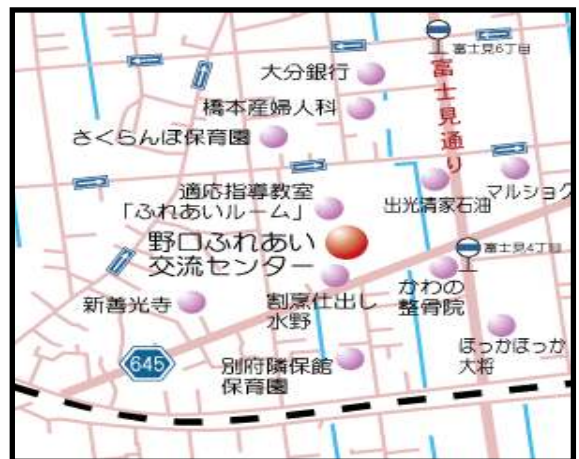 富士見6丁目
大分銀行
富士見通り
橋本産婦人科
さくらんぼ保育園
適応指導教室
「ふれあいルーム」
出光清家石油
マルショク
野口ふれあい
交流センター
富士見4丁目
かわの
整骨院
割烹仕出し
水野
新善光寺
645
別府隣保館
保育園
ほっかほっか
大将